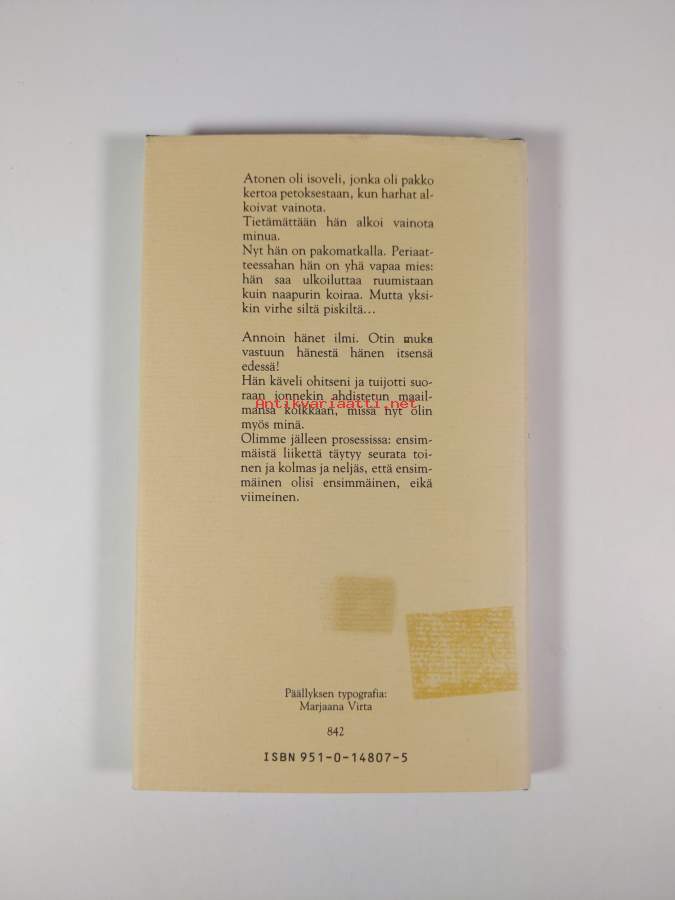 Atonen oli isoveli, jonka oli pakko
kertoa petoksestaan, kun harhat al-
koivat vainota.
Tietämättään hän alkoi vainota
minua.
Nyt hän on pakomatkalla. Periaat-
teessahan hän on yhä vapaa mies:
hän saa ulkoiluttaa ruumistaan
kuin naapurin koiraa. Mutta yksi-
kin virhe siltä piskiltä...
Annoin hänet ilmi. Otin muka
vastuun hänestä hänen itsensä
edessä!
Hän käveli ohitseni ja tuijotti suo-
raan jonnekin ahdistetun maail-
Antikvariaatti.net
mansa kolkkaan, missä nyt olin
myös minä.
Olimme jälleen prosessissa: ensim-
mäistä liikettä täytyy seurata toi-
nen ja kolmas ja neljäs, että ensim-
mäinen olisi ensimmäinen, eikä
viimeinen.
Päällyksen typografia:
Marjaana Virta
842
ISBN 951-0-14807-5